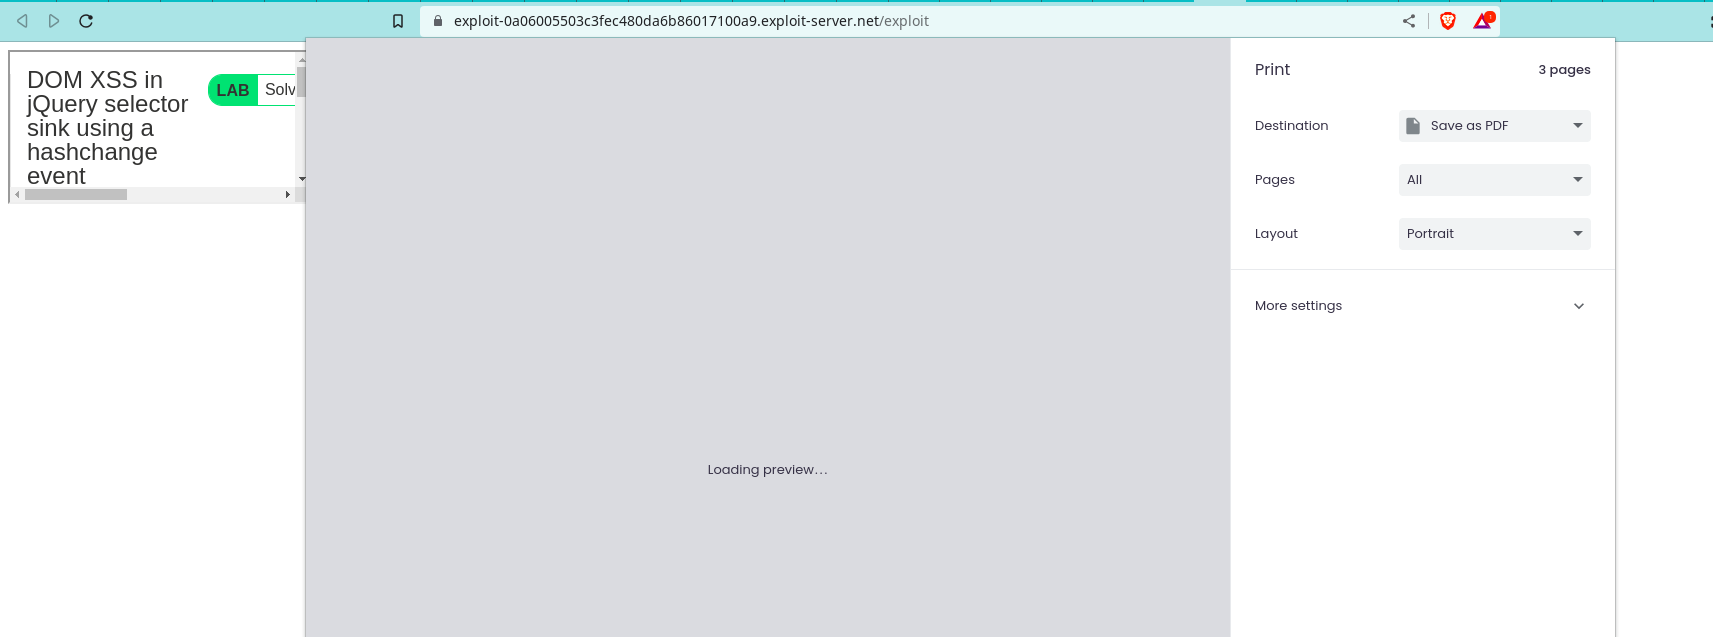 exploit-0a06005503c3fec480da6b86017100a9.exploit-server.net/exploit
DOM XSS in
jQuery selector
sink using a
hashchange
event
LAB
Solv
Loading preview...
Print
3 pages
Destination
Save as PDF
Pages
All
Layout
Portrait
More settings